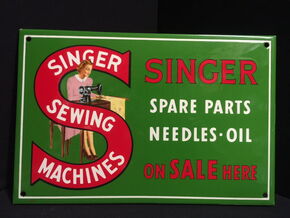 SINGER
SEWING
MACHINES
SINGER
SPARE PARTS
NEEDLES·OIL
ON SALE HERE